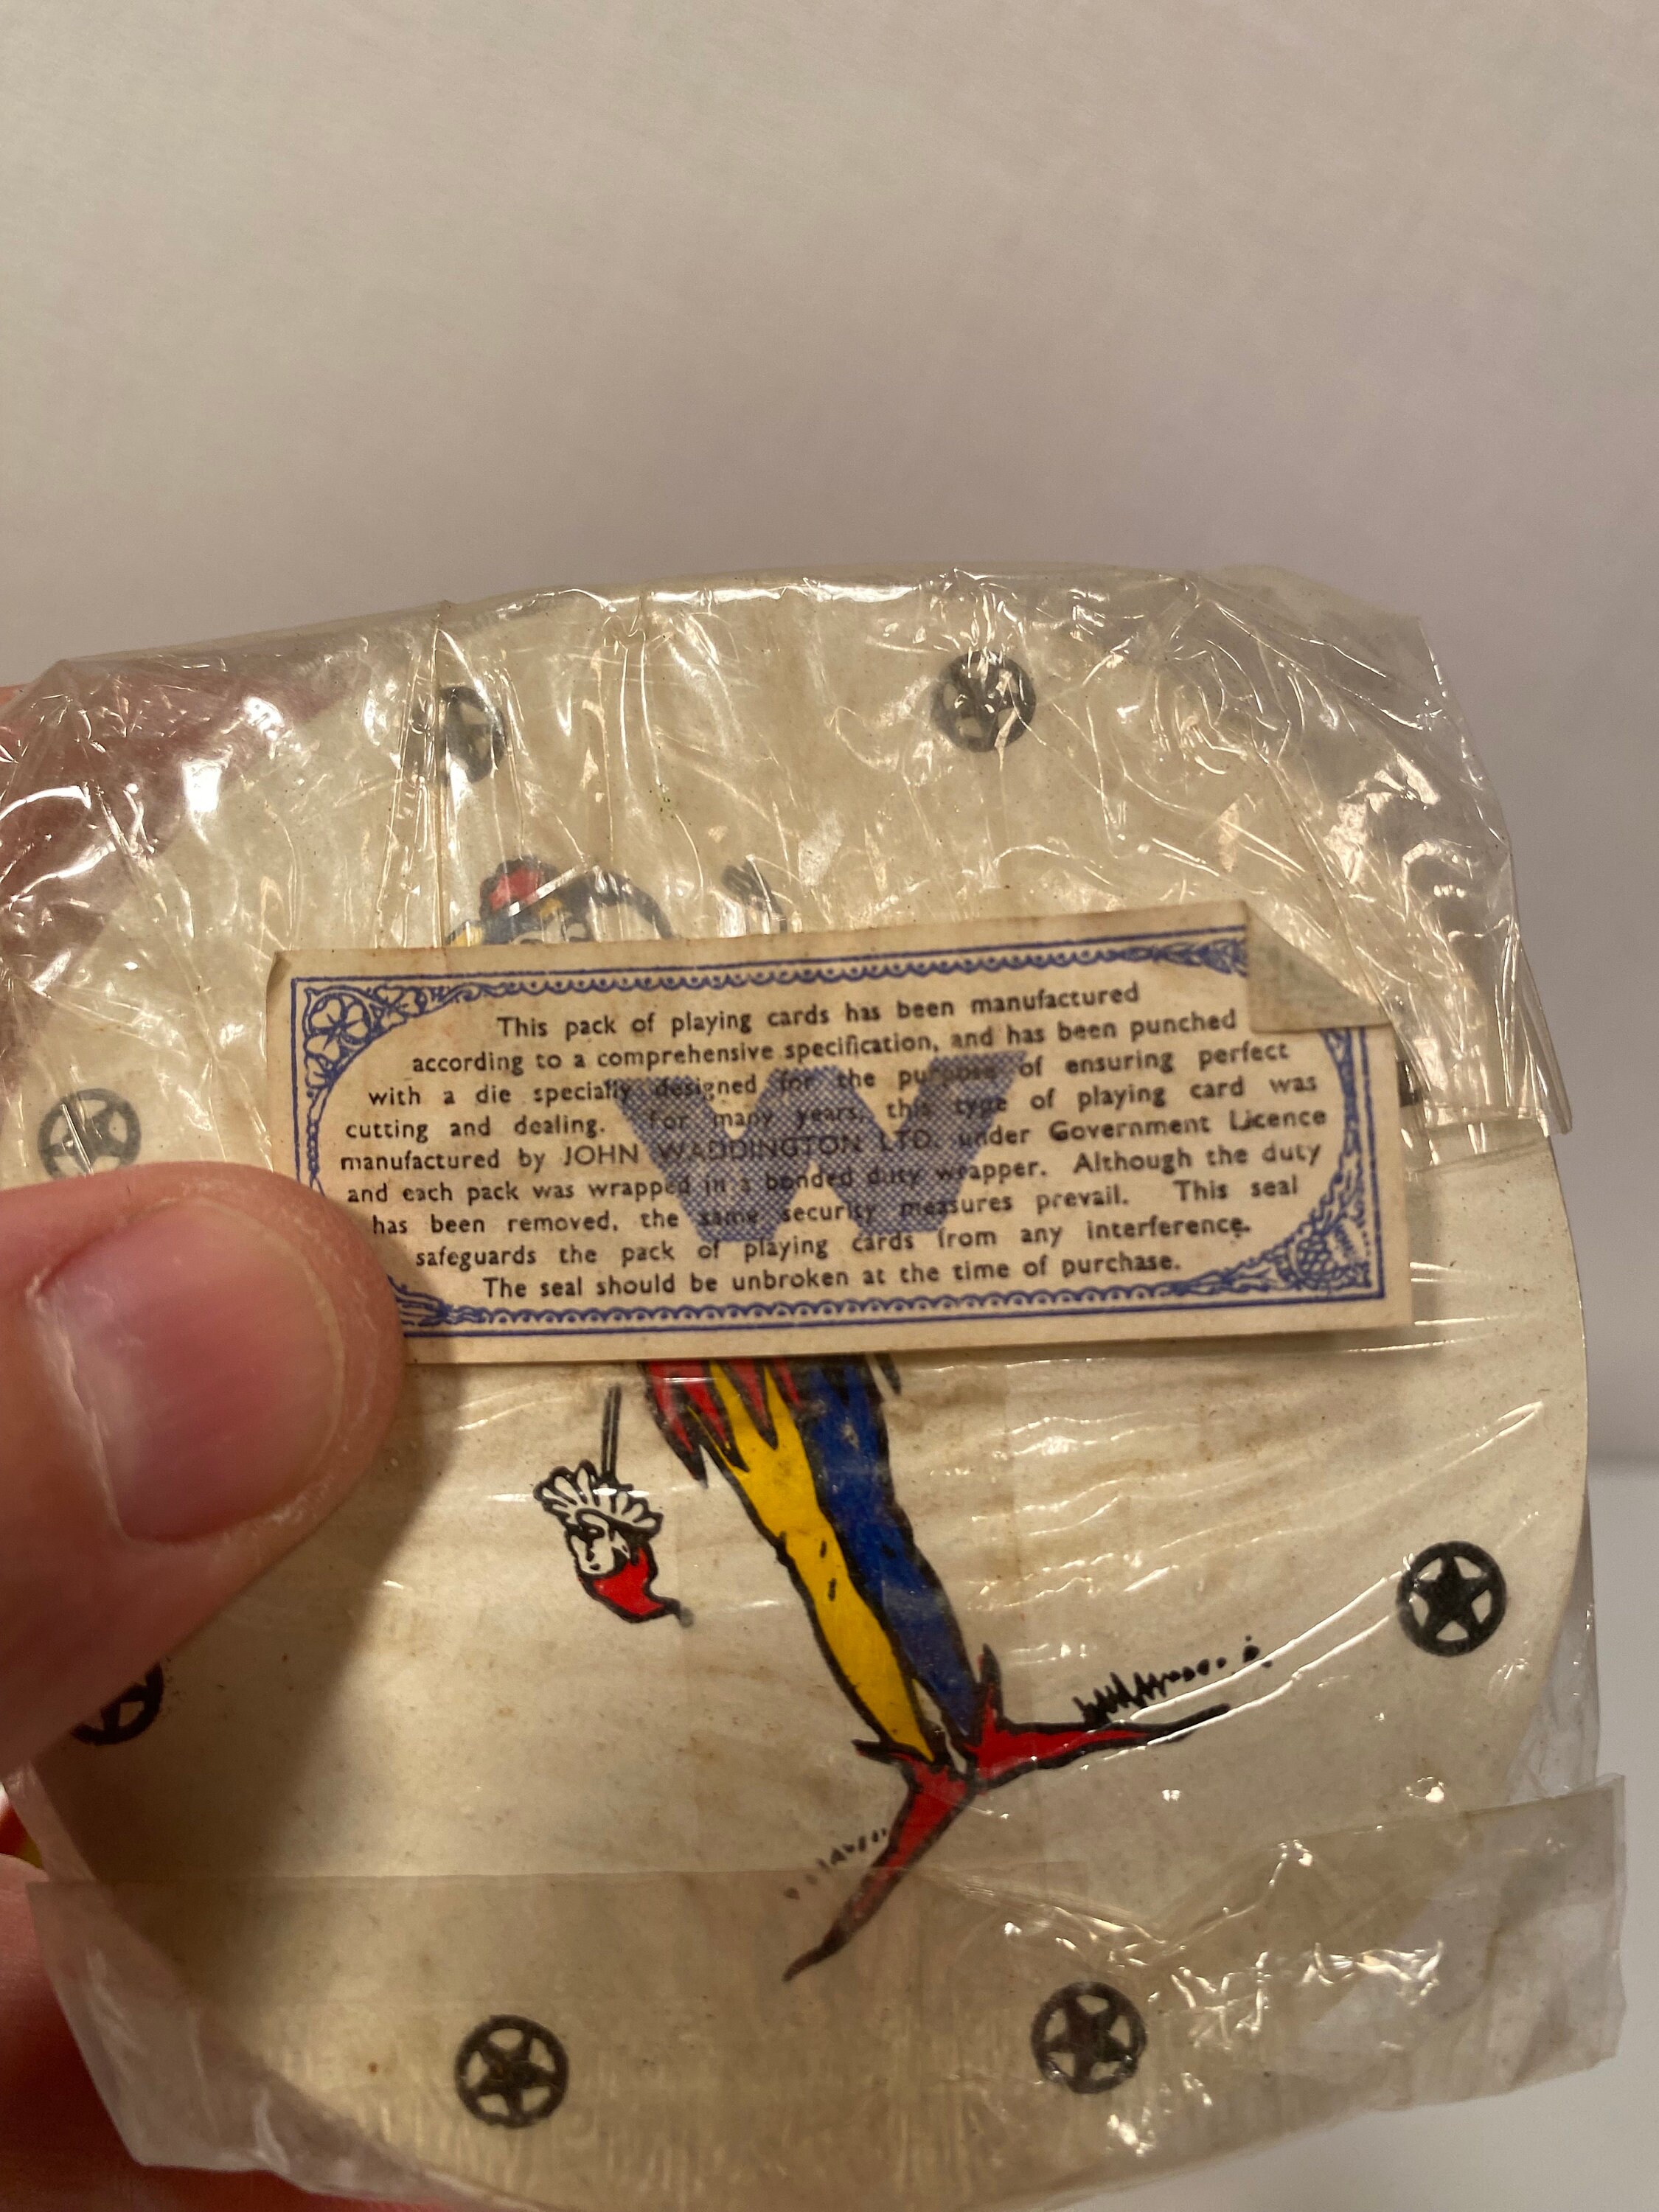 This pack of playing cards has been manufactured
according to a comprehensive specification, and has been punched
with a die specially designed for the purpose of ensuring perfect
cutting and dealing. For many years, this type of playing card was
manufactured by JOHN WADDINGTON LTD. under Government Licence
and each pack was wrapped in a bonded duty wrapper. Although the duty
has been removed, the same security measures prevail. This seal
safeguards the pack of playing cards from any interference.
The seal should be unbroken at the time of purchase.
W